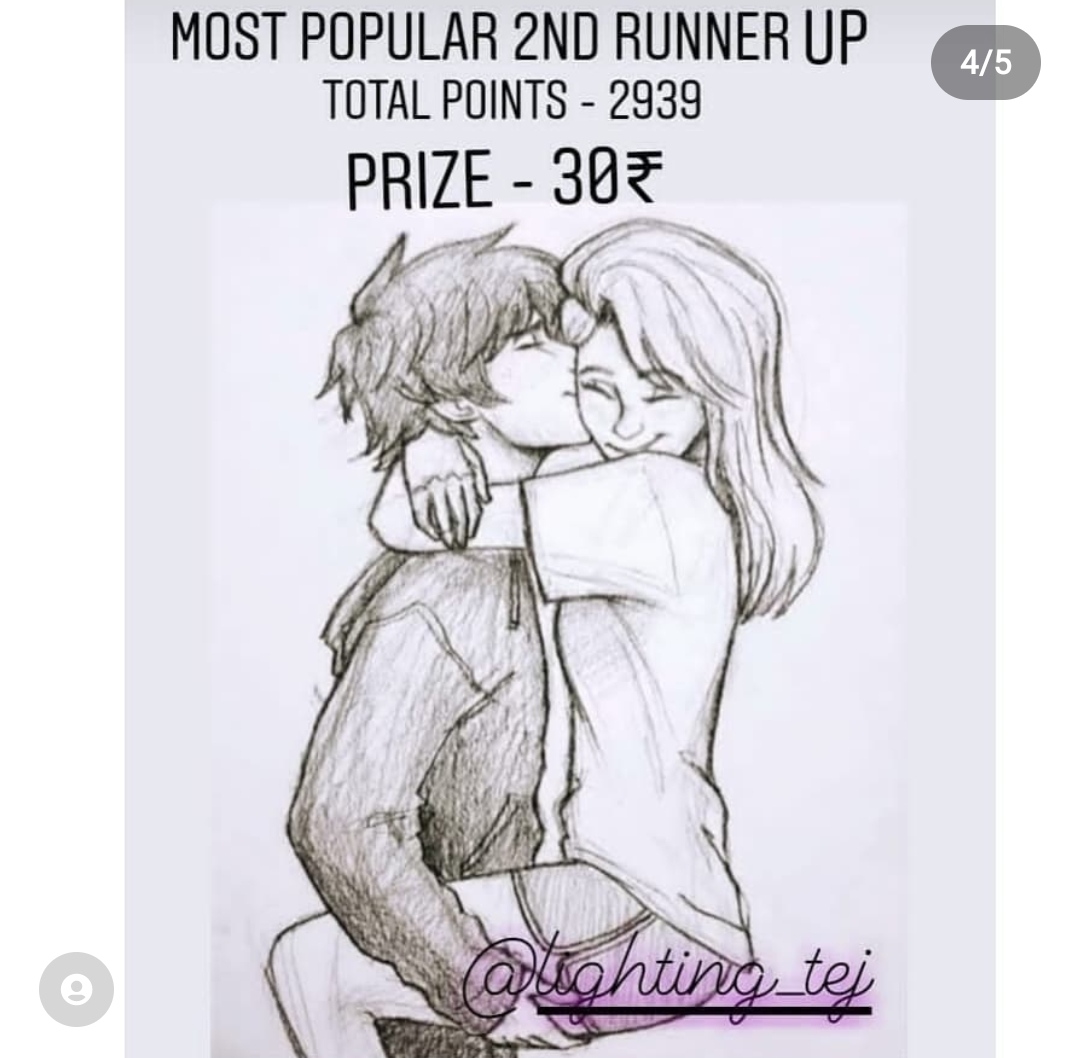 MOST POPULAR 2ND RUNNER UP
4/5
TOTAL POINTS - 2939
PRIZE - 30₹
@lighting_tej